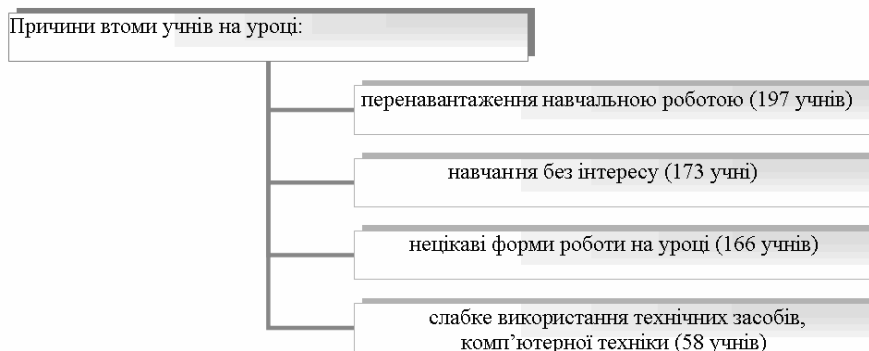 Причини втоми учнів на уроці:
перенавантаження навчальною роботою (197 учнів)
навчання без інтересу (173 учні)
нецікаві форми роботи на уроці (166 учнів)
слабке використання технічних засобів,
комп’ютерної техніки (58 учнів)